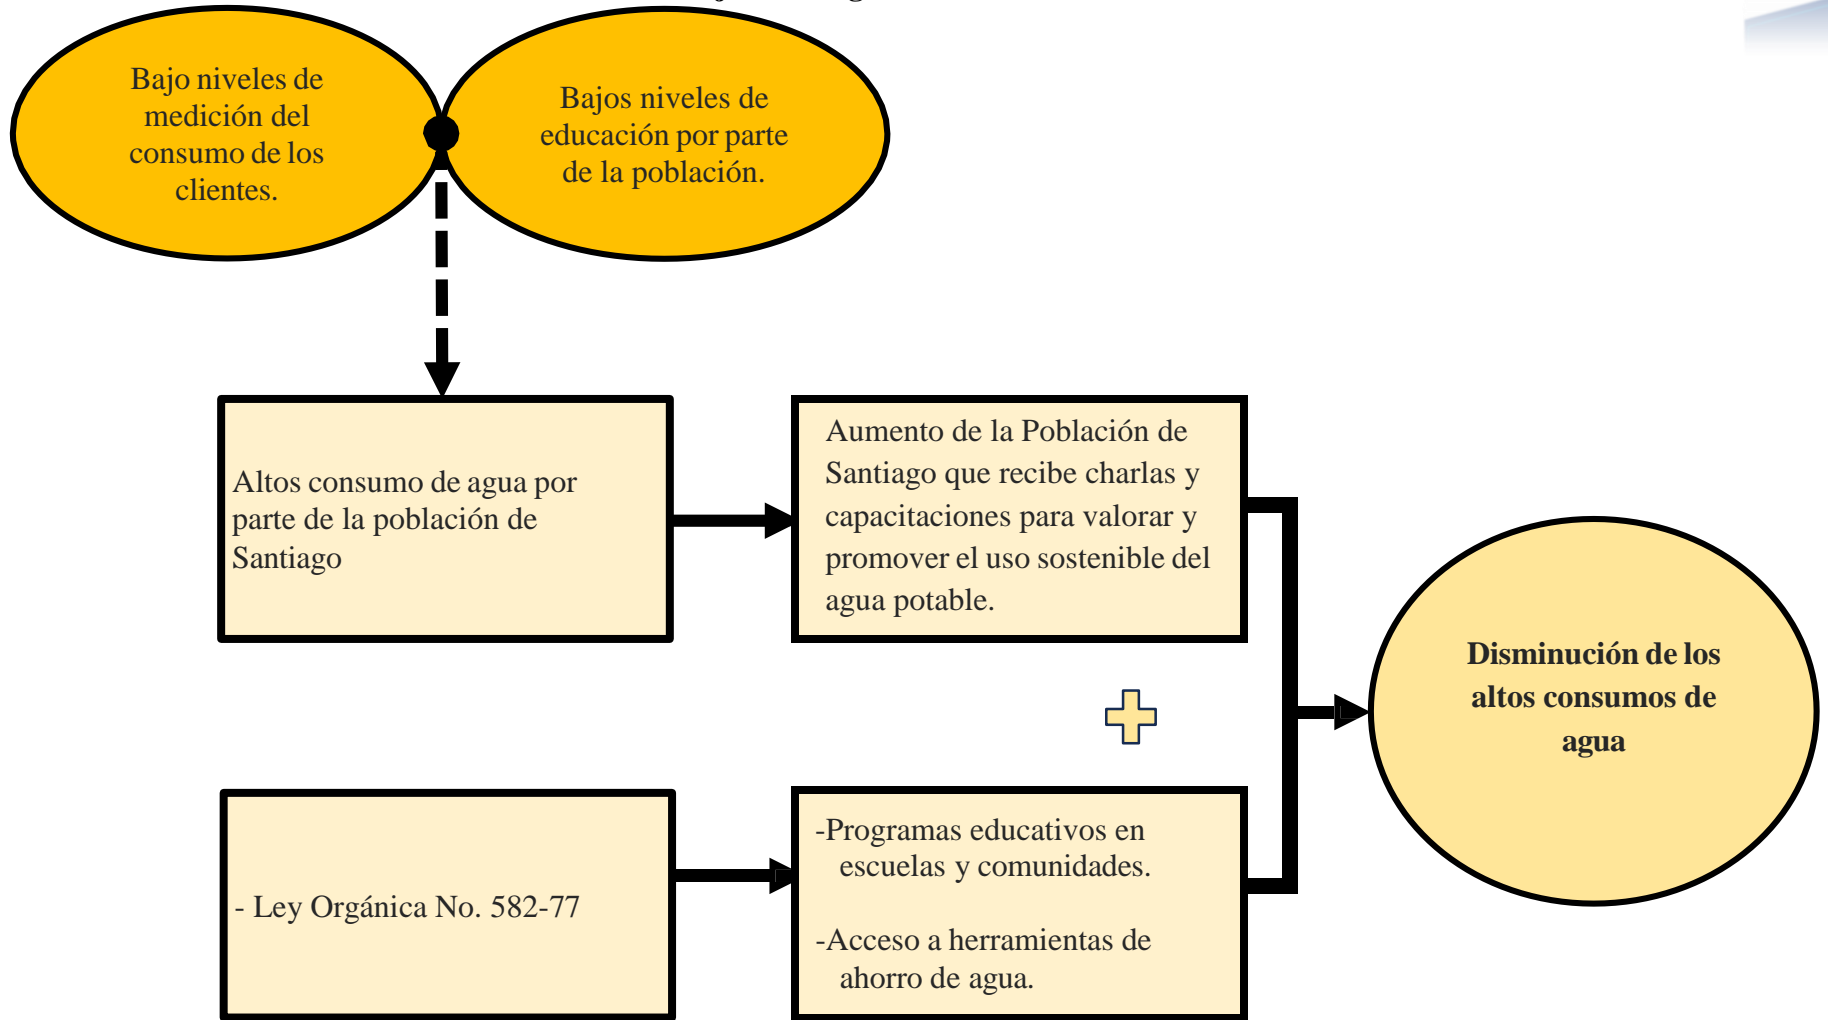 Bajo niveles de
medición del
consumo de los
clientes.
Bajos niveles de
educación por parte
de la población.
Altos consumo de agua por
parte de la población de
Santiago
Aumento de la Población de
Santiago que recibe charlas y
capacitaciones para valorar y
promover el uso sostenible del
agua potable.
Disminución de los
altos consumos de
agua
- Ley Orgánica No. 582-77
-Programas educativos en
escuelas y comunidades.
-Acceso a herramientas de
ahorro de agua.